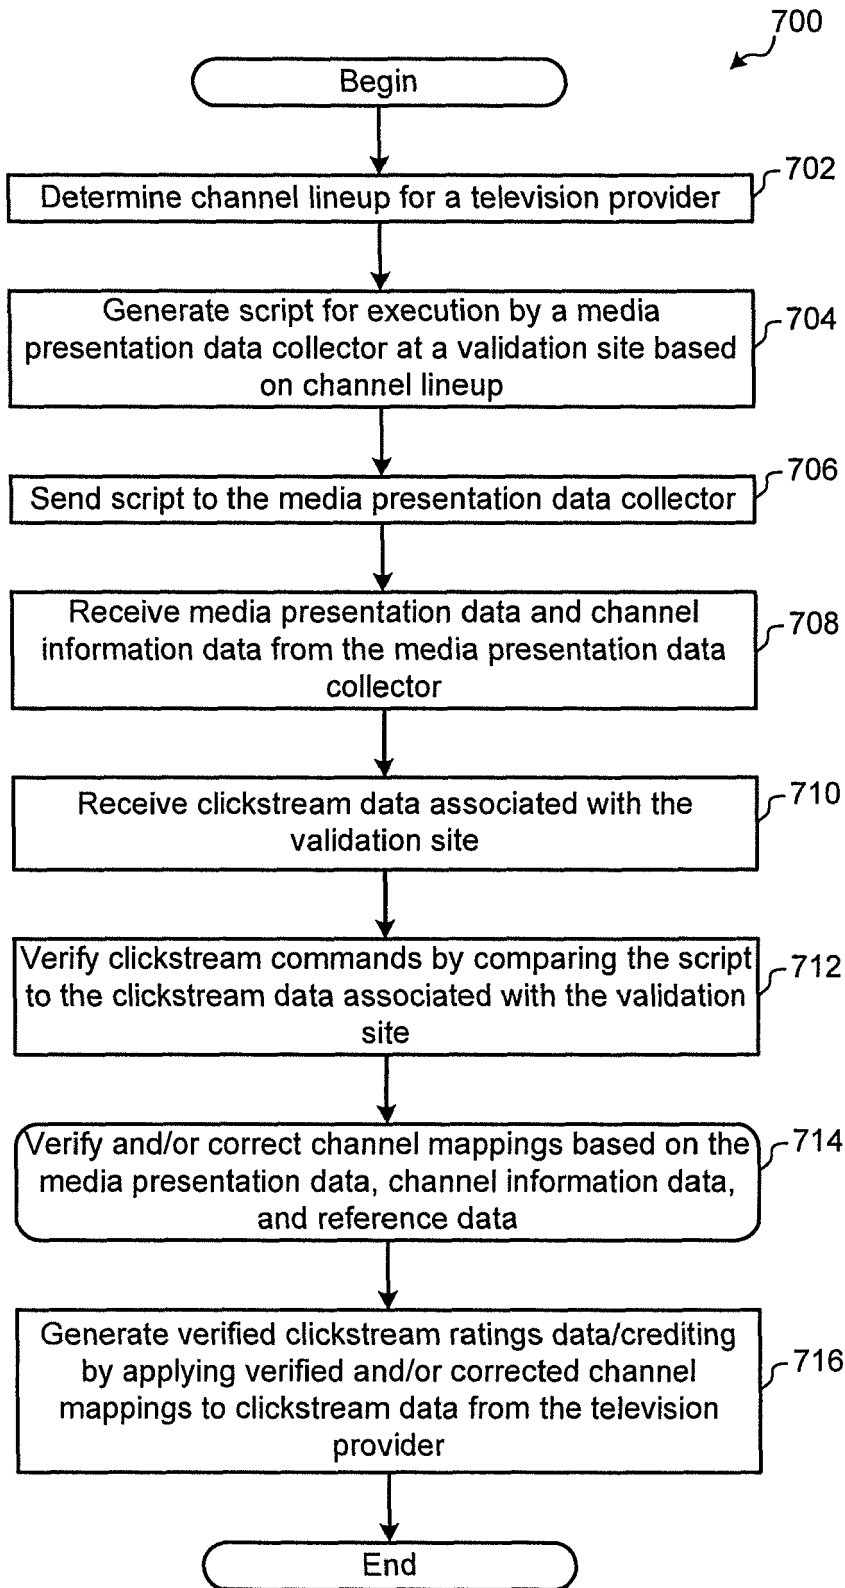 700
Begin
702
Determine channel lineup for a television provider
Generate script for execution by a media
presentation data collector at a validation site based
on channel lineup
704
Send script to the media presentation data collector
706
Receive media presentation data and channel
information data from the media presentation data
collector
708
Receive clickstream data associated with the
validation site
710
Verify clickstream commands by comparing the script
to the clickstream data associated with the validation
site
712
Verify and/or correct channel mappings based on the
media presentation data, channel information data,
and reference data
714
Generate verified clickstream ratings data/crediting
by applying verified and/or corrected channel
mappings to clickstream data from the television
provider
716
End